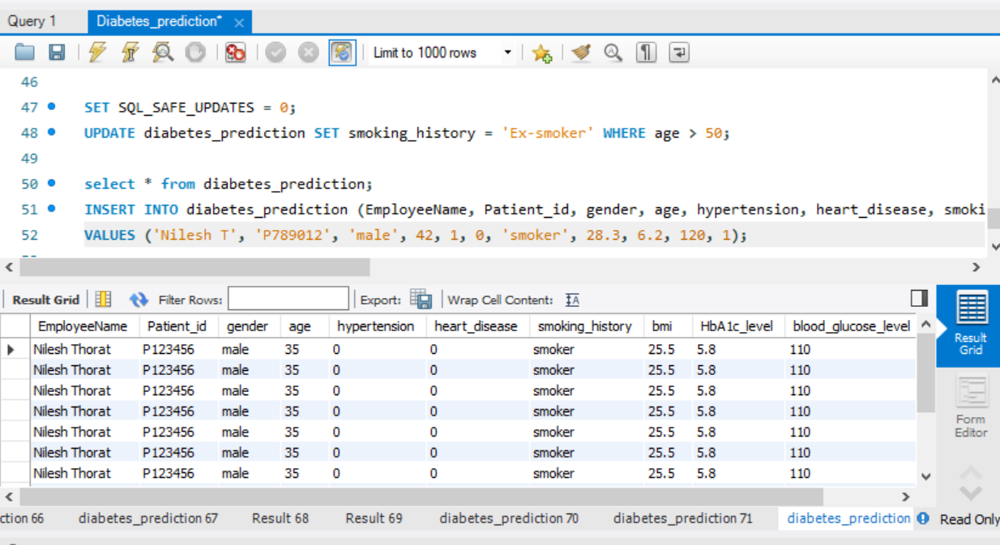 Query 1 Diabetes_prediction* ×
Limit to 1000 rows
46
47 SET SQL_SAFE_UPDATES = 0;
48 UPDATE diabetes_prediction SET smoking_history = 'Ex-smoker' WHERE age > 50;
49
50 select * from diabetes_prediction;
51 INSERT INTO diabetes_prediction (EmployeeName, Patient_id, gender, age, hypertension, heart_disease, smoki
52 VALUES ('Nilesh T', 'P789012', 'male', 42, 1, 0, 'smoker', 28.3, 6.2, 120, 1);
Result Grid Filter Rows: Export: Wrap Cell Content: IA
EmployeeName Patient_id gender age hypertension heart_disease smoking_history bmi HbA1c_level blood_glucose_level
Nilesh Thorat P123456 male 35 0 0 smoker 25.5 5.8 110
Nilesh Thorat P123456 male 35 0 0 smoker 25.5 5.8 110
Nilesh Thorat P123456 male 35 0 0 smoker 25.5 5.8 110
Nilesh Thorat P123456 male 35 0 0 smoker 25.5 5.8 110
Nilesh Thorat P123456 male 35 0 0 smoker 25.5 5.8 110
Nilesh Thorat P123456 male 35 0 0 smoker 25.5 5.8 110
Nilesh Thorat P123456 male 35 0 0 smoker 25.5 5.8 110
Result
Grid
Form
Editor
ction 66 diabetes_prediction 67 Result 68 Result 69 diabetes_prediction 70 diabetes_prediction 71 diabetes_prediction Read Only